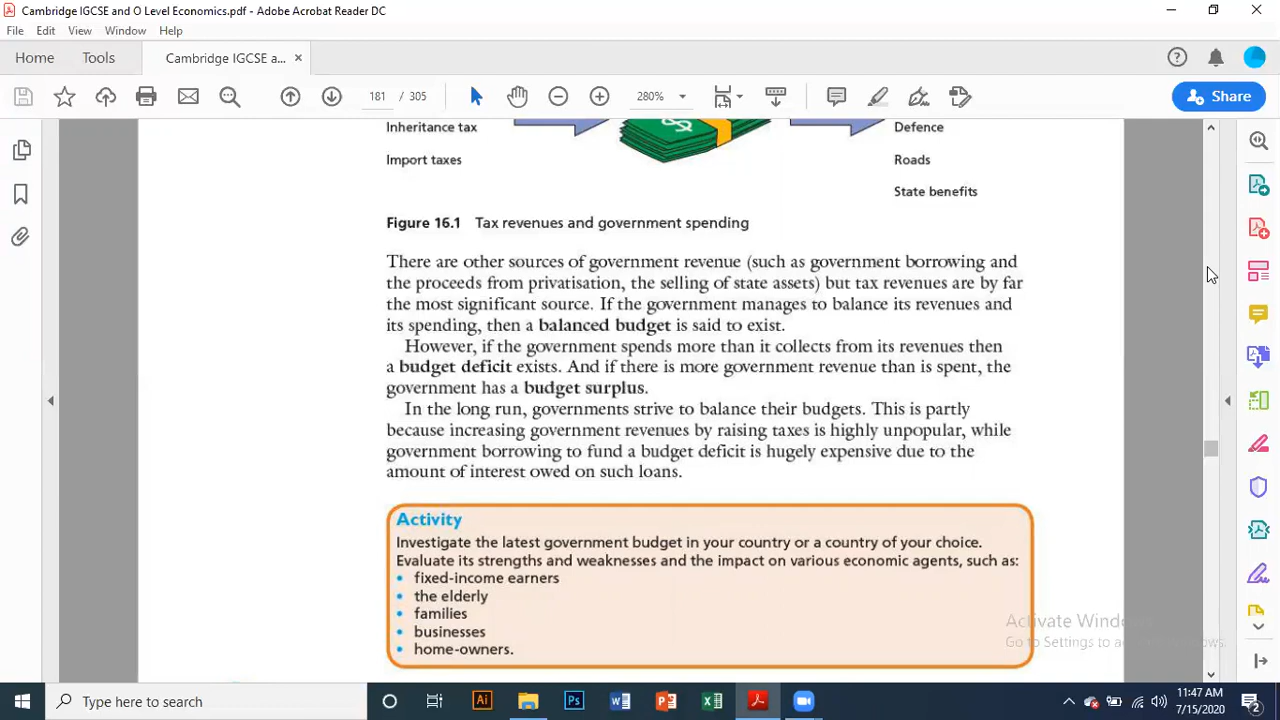 Cambridge IGCSE and O Level Economics.pdf - Adobe Acrobat Reader DC
File Edit View Window Help
Home Tools Cambridge IGCSE a... ×
181 / 305 280% Share
Inheritance tax
Defence
Import taxes
Roads
State benefits
$
Figure 16.1 Tax revenues and government spending
There are other sources of government revenue (such as government borrowing and
the proceeds from privatisation, the selling of state assets) but tax revenues are by far
the most significant source. If the government manages to balance its revenues and
its spending, then a balanced budget is said to exist.
However, if the government spends more than it collects from its revenues then
a budget deficit exists. And if there is more government revenue than is spent, the
government has a budget surplus.
In the long run, governments strive to balance their budgets. This is partly
because increasing government revenues by raising taxes is highly unpopular, while
government borrowing to fund a budget deficit is hugely expensive due to the
amount of interest owed on such loans.
Activity
Investigate the latest government budget in your country or a country of your choice.
Evaluate its strengths and weaknesses and the impact on various economic agents, such as:
• fixed-income earners
• the elderly
• families
• businesses
• home-owners.
Activate Windows
Go to Settings to activate Windows.
Type here to search
Ai
Ps
11:47 AM
7/15/2020
2